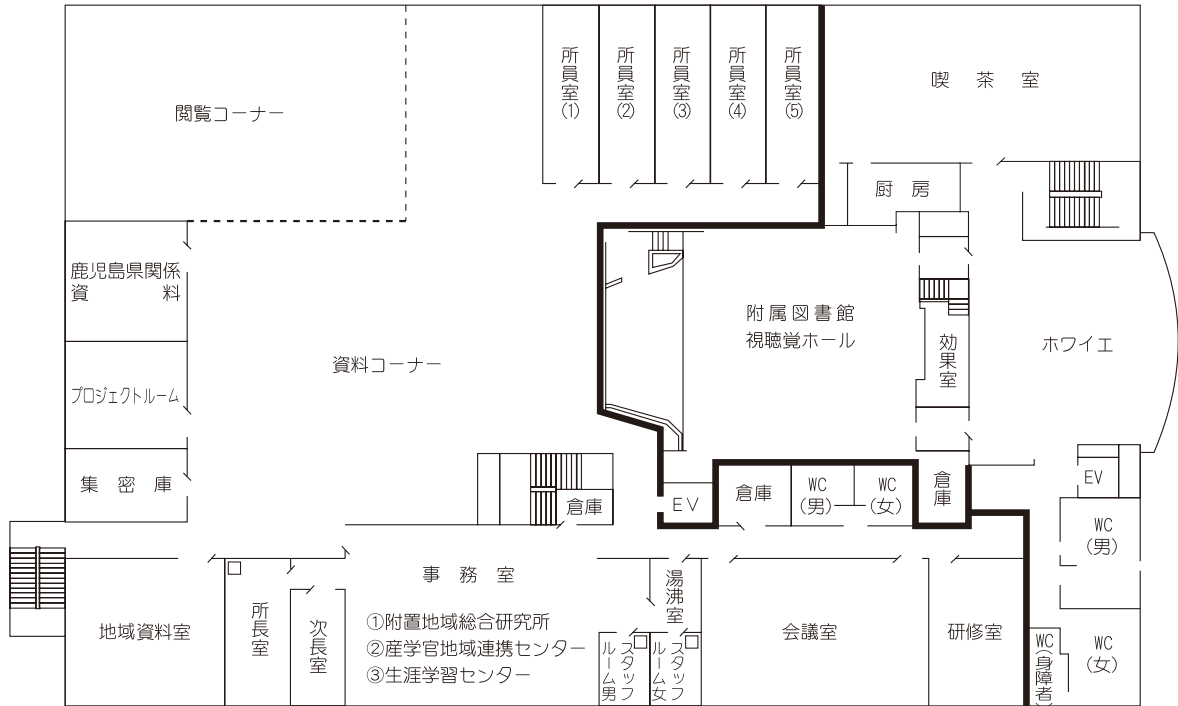 所員室(1)
所員室(2)
所員室(3)
所員室(4)
所員室(5)
喫茶室
閲覧コーナー
厨房
鹿児島県関係
資料
附属図書館
視聴覚ホール
効果室
ホワイエ
資料コーナー
プロジェクトルーム
集密庫
倉庫
EV
倉庫
WC
(男)
WC
(女)
倉庫
EV
WC
(男)
地域資料室
所長室
次長室
事務室
①附置地域総合研究所
②産学官地域連携センター
③生涯学習センター
湯沸室
スタッフ
ルーム男
スタッフ
ルーム女
会議室
研修室
WC(身障者)
WC
(女)